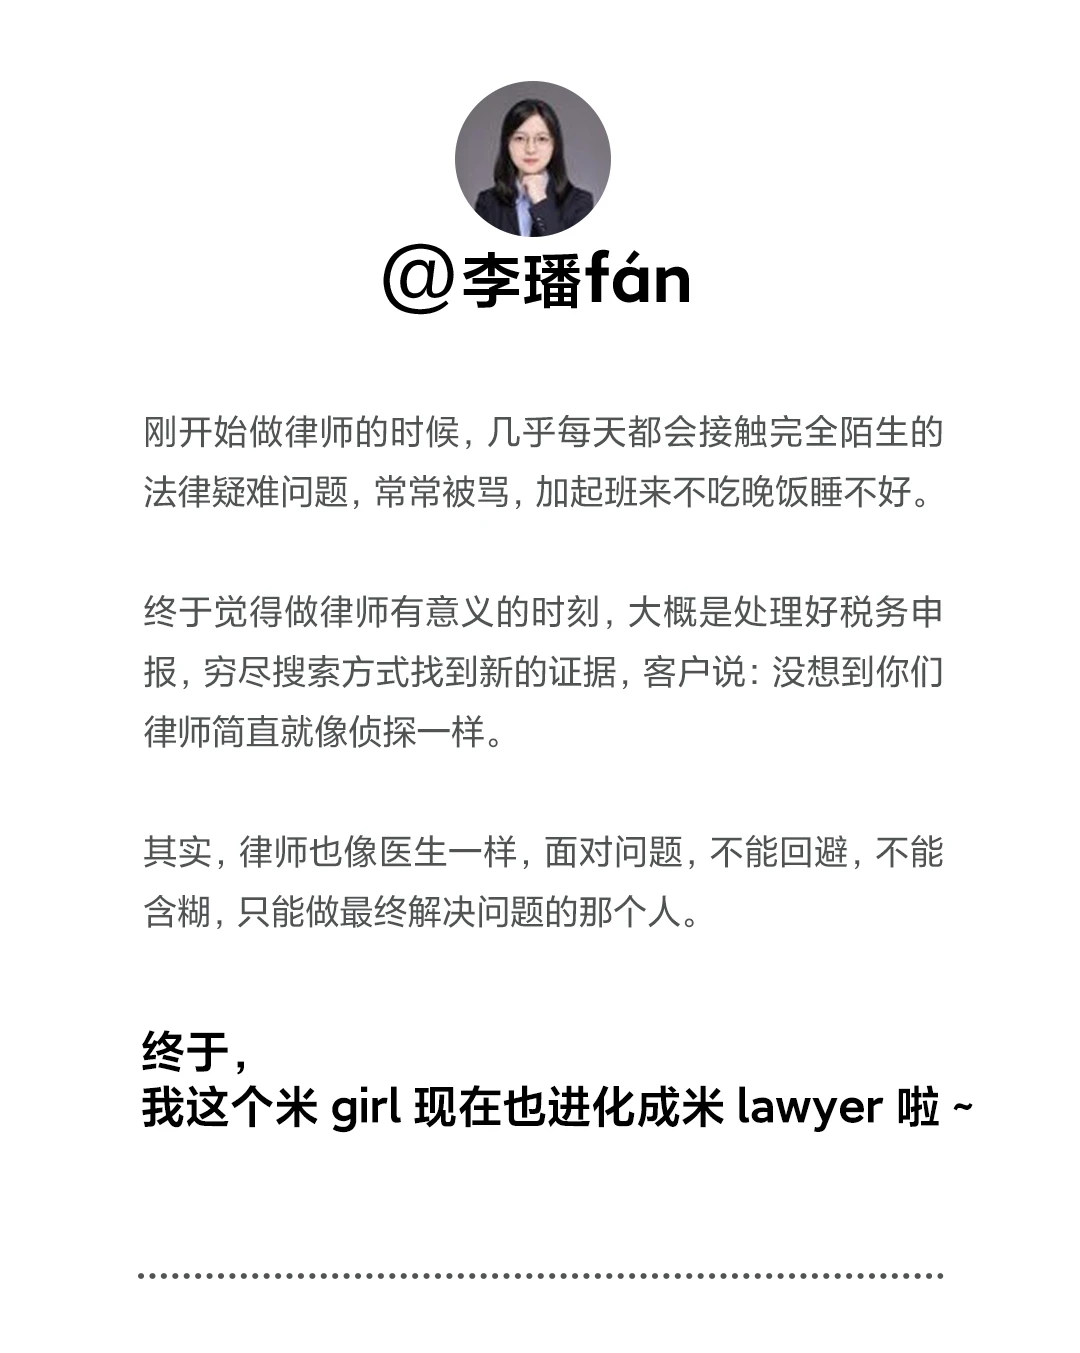 @李璠fán
刚开始做律师的时候，几乎每天都会接触完全陌生的
法律疑难问题，常常被骂，加起班来不吃晚饭睡不好。
终于觉得做律师有意义的时刻，大概是处理好税务申
报，穷尽搜索方式找到新的证据，客户说：没想到你们
律师简直就像侦探一样。
其实，律师也像医生一样，面对问题，不能回避，不能
含糊，只能做最终解决问题的那个人。
终于，
我这个米 girl 现在也进化成米 lawyer 啦 ~